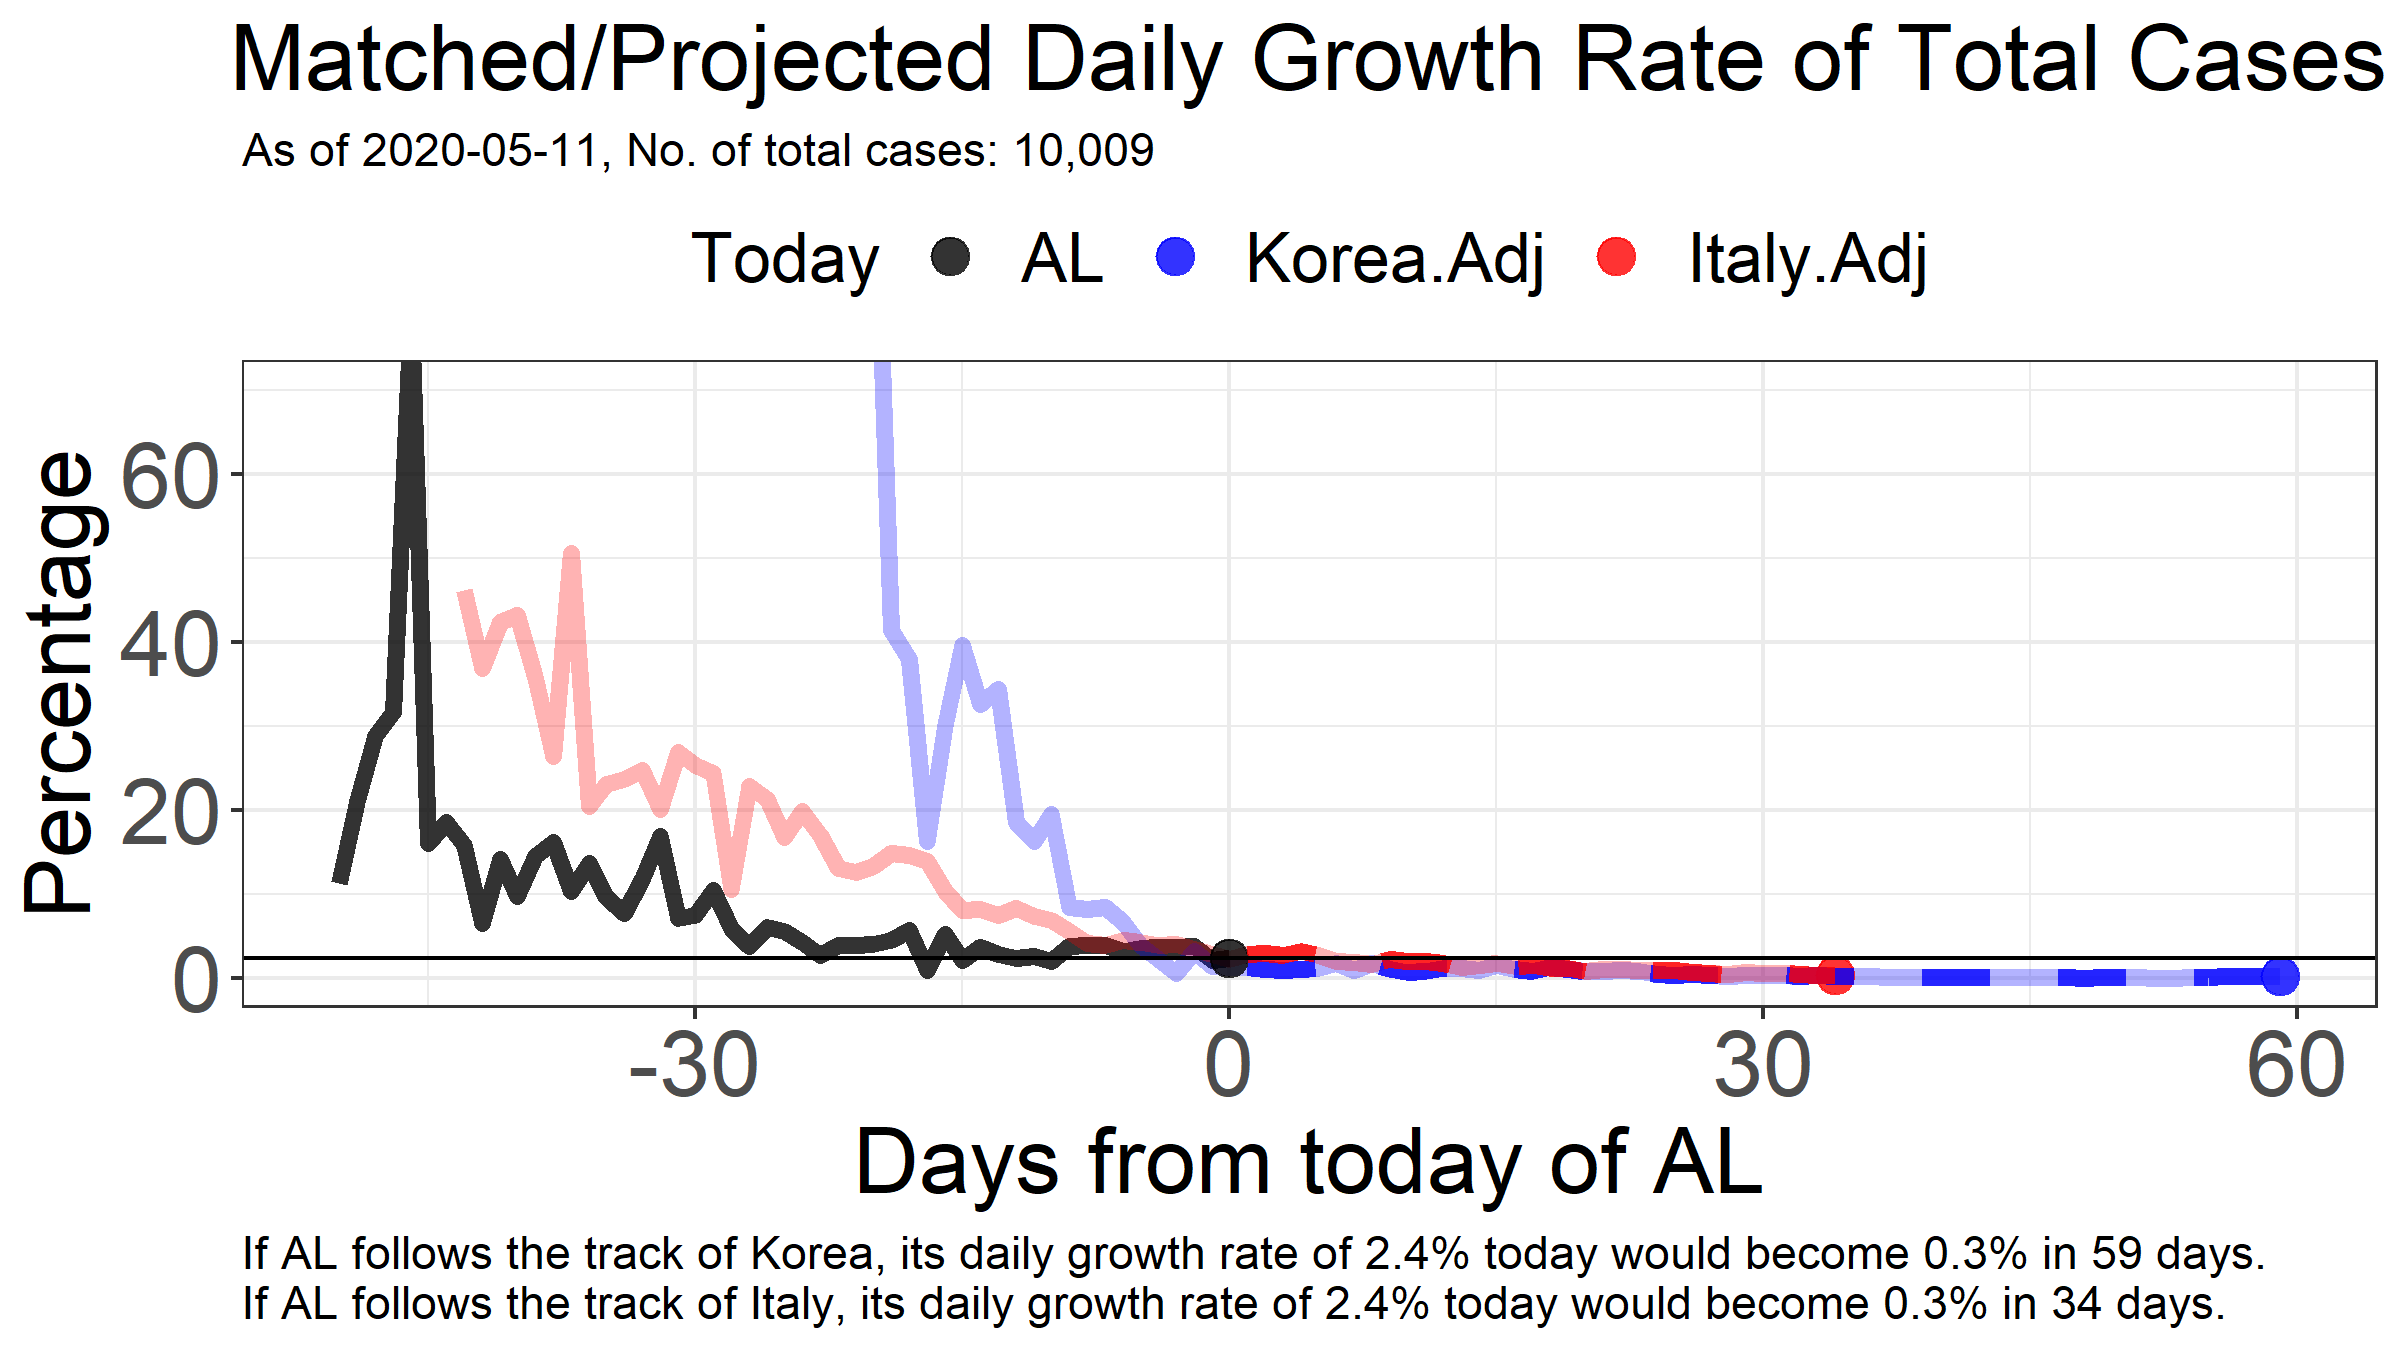 Matched/Projected Daily Growth Rate of Total Cases
As of 2020-05-11, No. of total cases: 10,009
Today AL Korea.Adj Italy.Adj
Percentage
60
40
20
0
-30 0 30 60
Days from today of AL
If AL follows the track of Korea, its daily growth rate of 2.4% today would become 0.3% in 59 days.
If AL follows the track of Italy, its daily growth rate of 2.4% today would become 0.3% in 34 days.